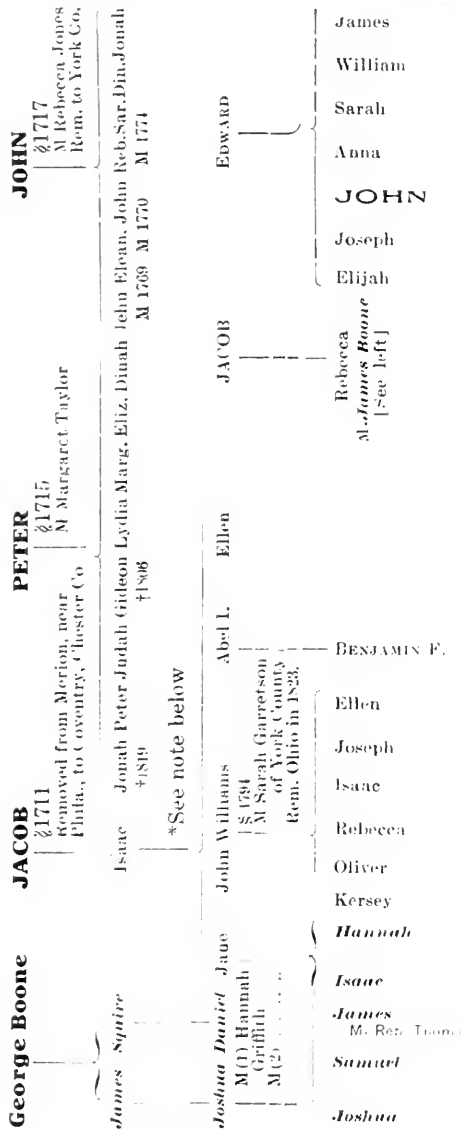 George Boone JACOB PETER JOHN
§1711 §1715 §1717
Removed from Merion, near M Margaret Taylor M Rebecca Jones
Phila., to Coventry, Chester Co Rem. to York Co.
James Squire Isaac Jonah Peter Judah Gideon Lydia Marg. Eliz. Dinah John Elean. John Reb. Sar. Din. Jonah
†1819 †1806 M 1769 M 1770 M 1771
*See note below
Joshua Daniel Jane John Williams Abel I. Ellen JACOB EDWARD
M (1) Hannah § 1794
Griffith M Sarah Garretson
M (2) of York County
Rem. Ohio in 1823.
Joshua
Samuel
James
M. Reb.
Isaac
Hannah
Kersey
Oliver
Rebecca
Isaac
Joseph
Ellen
BENJAMIN F.
Rebecca
M. James Boone
[see left]
Elijah
Joseph
JOHN
Anna
Sarah
William
James